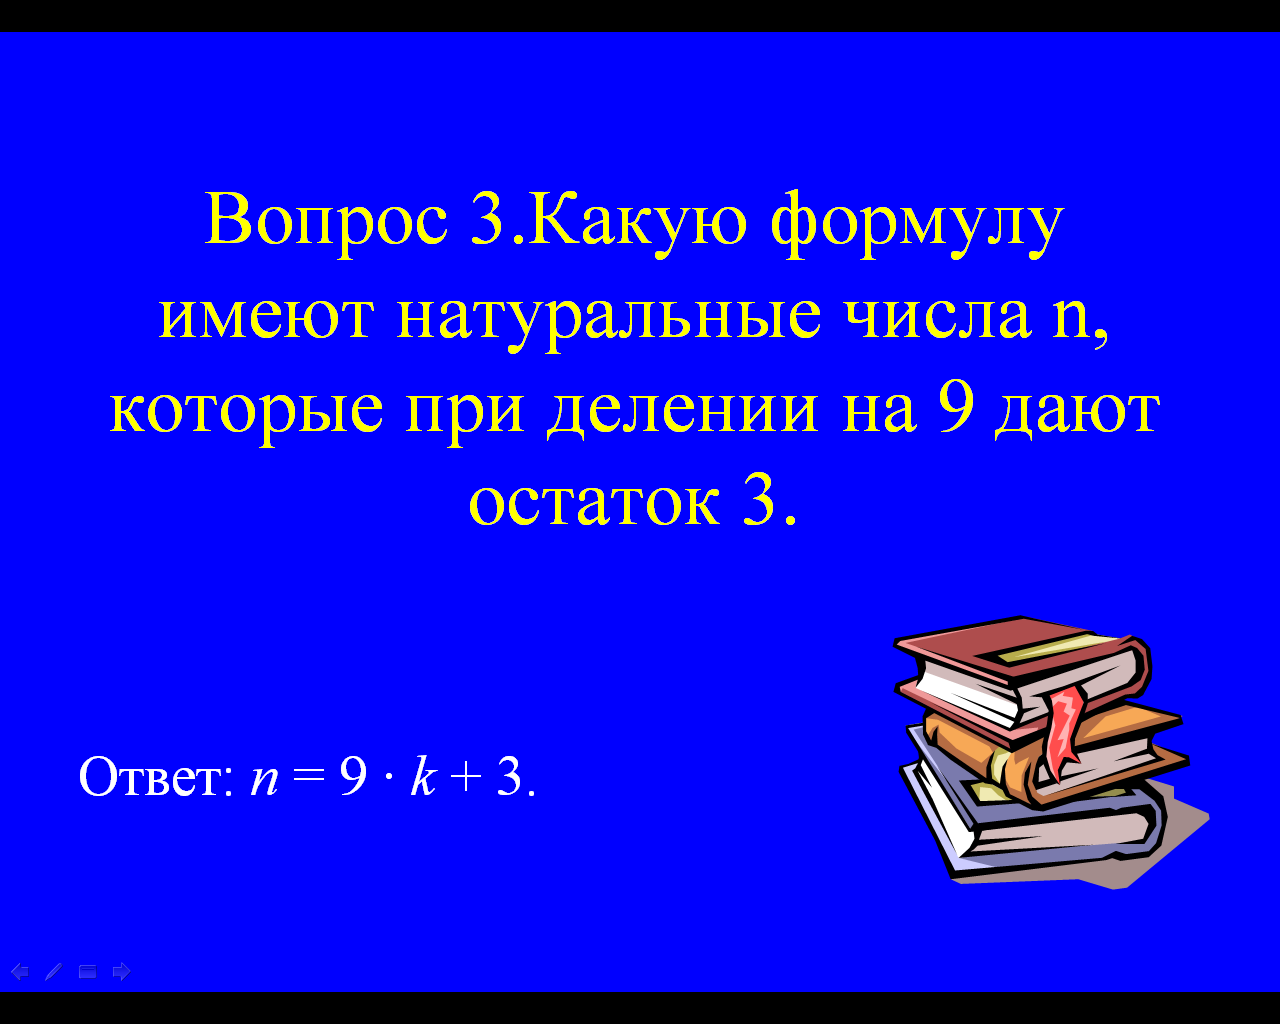 Вопрос 3.Какую формулу
имеют натуральные числа n,
которые при делении на 9 дают
остаток 3.
Ответ: n = 9 · k + 3.